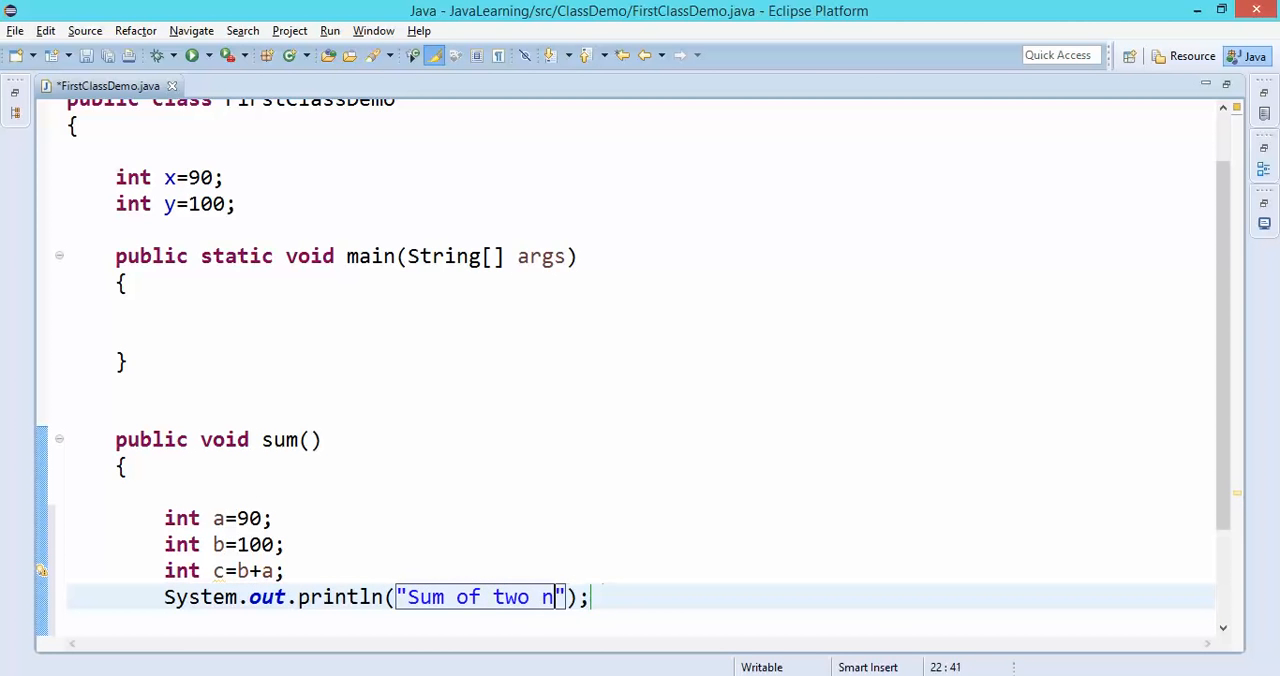 Java - JavaLearning/src/ClassDemo/FirstClassDemo.java - Eclipse Platform
File Edit Source Refactor Navigate Search Project Run Window Help
Quick Access Resource Java
*FirstClassDemo.java
public class FirstClassDemo
{
int x=90;
int y=100;
public static void main(String[] args)
{
}
public void sum()
{
int a=90;
int b=100;
int c=b+a;
System.out.println("Sum of two n");
Writable Smart Insert 22 : 41